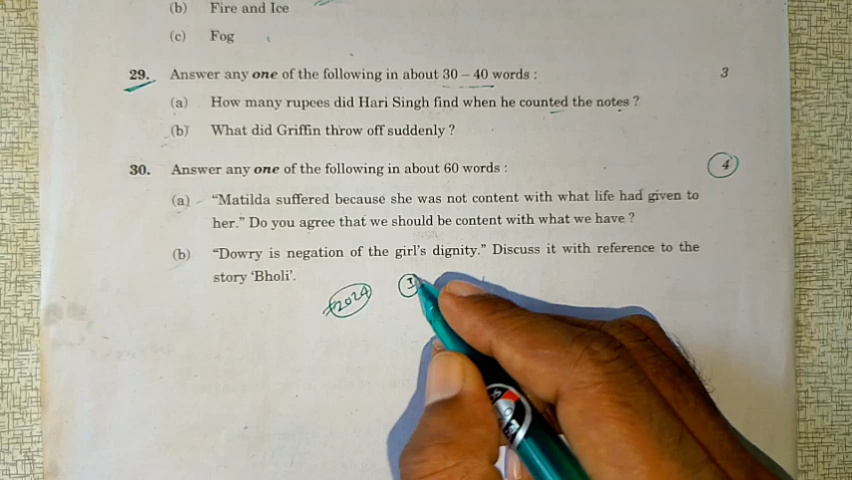 (b) Fire and Ice
(c) Fog
29. Answer any one of the following in about 30 – 40 words : 3
(a) How many rupees did Hari Singh find when he counted the notes ?
(b) What did Griffin throw off suddenly ?
30. Answer any one of the following in about 60 words : 4
(a) “Matilda suffered because she was not content with what life had given to
her.” Do you agree that we should be content with what we have ?
(b) “Dowry is negation of the girl’s dignity.” Discuss it with reference to the
story ‘Bholi’.
2024